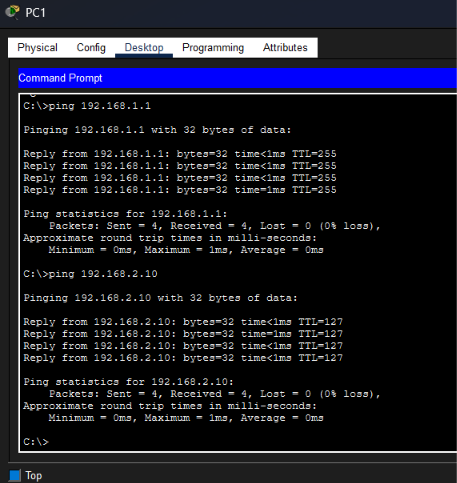 PC1
Physical Config Desktop Programming Attributes
Command Prompt
C:\>ping 192.168.1.1
Pinging 192.168.1.1 with 32 bytes of data:
Reply from 192.168.1.1: bytes=32 time<1ms TTL=255
Reply from 192.168.1.1: bytes=32 time<1ms TTL=255
Reply from 192.168.1.1: bytes=32 time<1ms TTL=255
Reply from 192.168.1.1: bytes=32 time=1ms TTL=255
Ping statistics for 192.168.1.1:
Packets: Sent = 4, Received = 4, Lost = 0 (0% loss),
Approximate round trip times in milli-seconds:
Minimum = 0ms, Maximum = 1ms, Average = 0ms
C:\>ping 192.168.2.10
Pinging 192.168.2.10 with 32 bytes of data:
Reply from 192.168.2.10: bytes=32 time<1ms TTL=127
Reply from 192.168.2.10: bytes=32 time=1ms TTL=127
Reply from 192.168.2.10: bytes=32 time<1ms TTL=127
Reply from 192.168.2.10: bytes=32 time<1ms TTL=127
Ping statistics for 192.168.2.10:
Packets: Sent = 4, Received = 4, Lost = 0 (0% loss),
Approximate round trip times in milli-seconds:
Minimum = 0ms, Maximum = 1ms, Average = 0ms
C:\>
Top